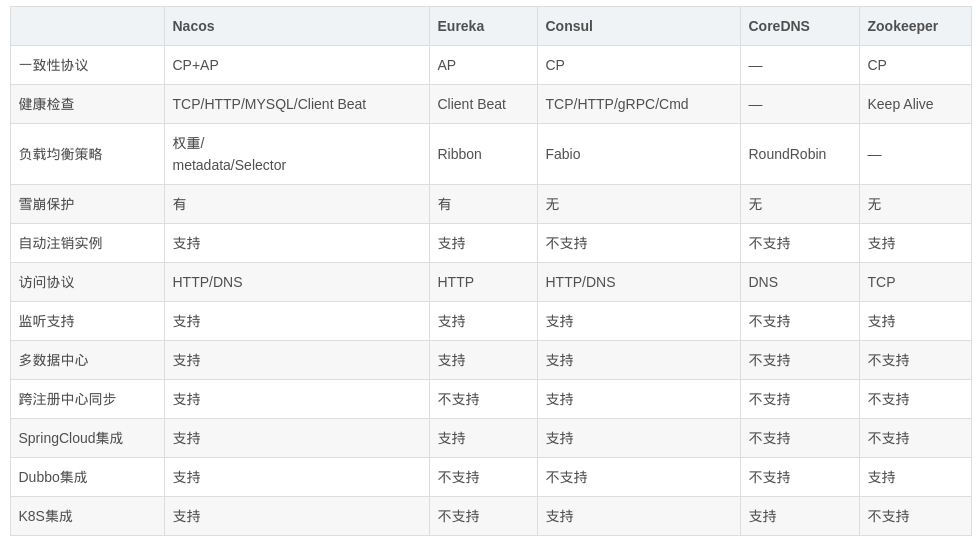 Nacos Eureka Consul CoreDNS Zookeeper
一致性协议 CP+AP AP CP — CP
健康检查 TCP/HTTP/MYSQL/Client Beat Client Beat TCP/HTTP/gRPC/Cmd — Keep Alive
负载均衡策略 权重/
metadata/Selector Ribbon Fabio RoundRobin —
雪崩保护 有 有 无 无 无
自动注销实例 支持 支持 不支持 不支持 支持
访问协议 HTTP/DNS HTTP HTTP/DNS DNS TCP
监听支持 支持 支持 支持 不支持 支持
多数据中心 支持 支持 支持 不支持 不支持
跨注册中心同步 支持 不支持 支持 不支持 不支持
SpringCloud集成 支持 支持 支持 不支持 不支持
Dubbo集成 支持 不支持 不支持 不支持 支持
K8S集成 支持 不支持 支持 支持 不支持